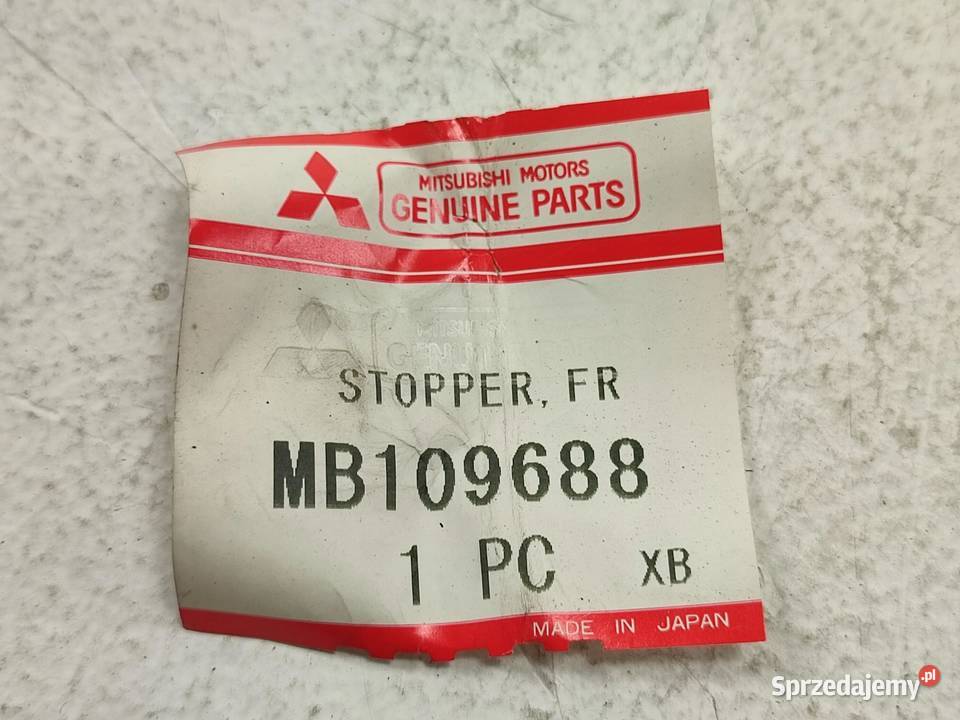 MITSUBISHI MOTORS
GENUINE PARTS
STOPPER, FR
MB109688
1 PC XB
MADE IN JAPAN
Sprzedajemy.pl